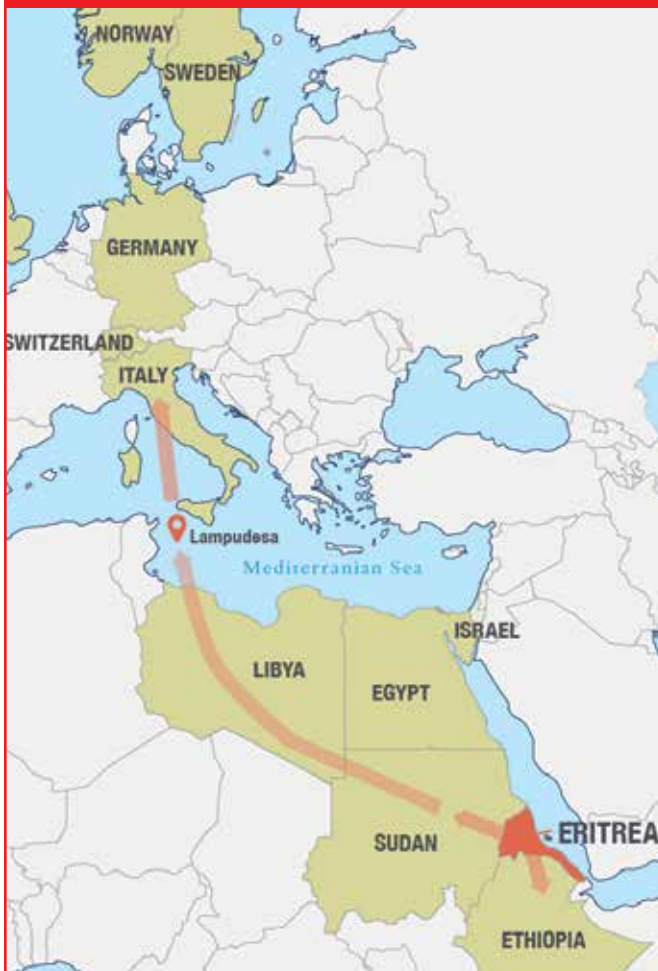 NORWAY
SWEDEN
GERMANY
SWITZERLAND
ITALY
Lampudesa
Mediterranian Sea
ISRAEL
LIBYA
EGYPT
ERITREA
SUDAN
ETHIOPIA